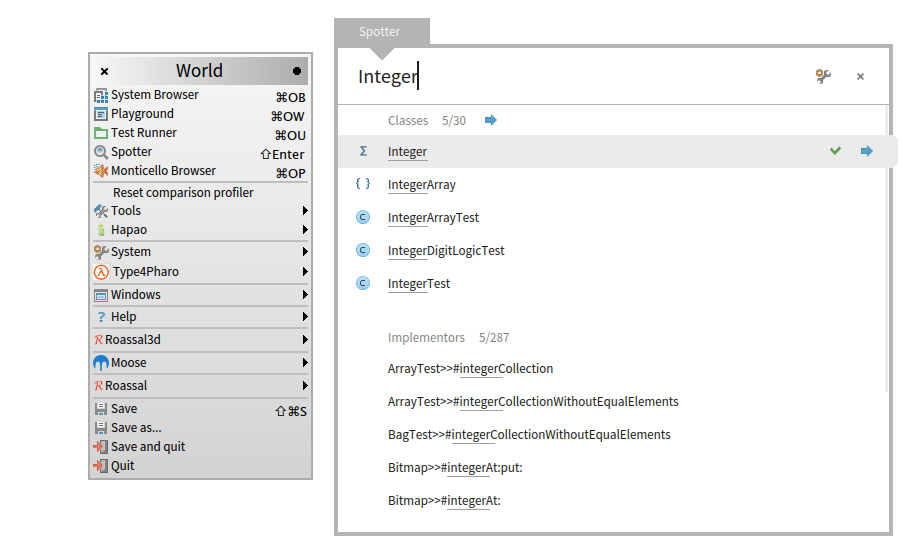 World
System Browser ⌘OB
Playground ⌘OW
Test Runner ⌘OU
Spotter ⇧Enter
Monticello Browser ⌘OP
Reset comparison profiler
Tools
Hapao
System
Type4Pharo
Windows
Help
Roassal3d
Moose
Roassal
Save ⇧⌘S
Save as...
Save and quit
Quit
Spotter
Integer
Classes 5/30
Integer
IntegerArray
IntegerArrayTest
IntegerDigitLogicTest
IntegerTest
Implementors 5/287
ArrayTest>>#integerCollection
ArrayTest>>#integerCollectionWithoutEqualElements
BagTest>>#integerCollectionWithoutEqualElements
Bitmap>>#integerAt:put:
Bitmap>>#integerAt: